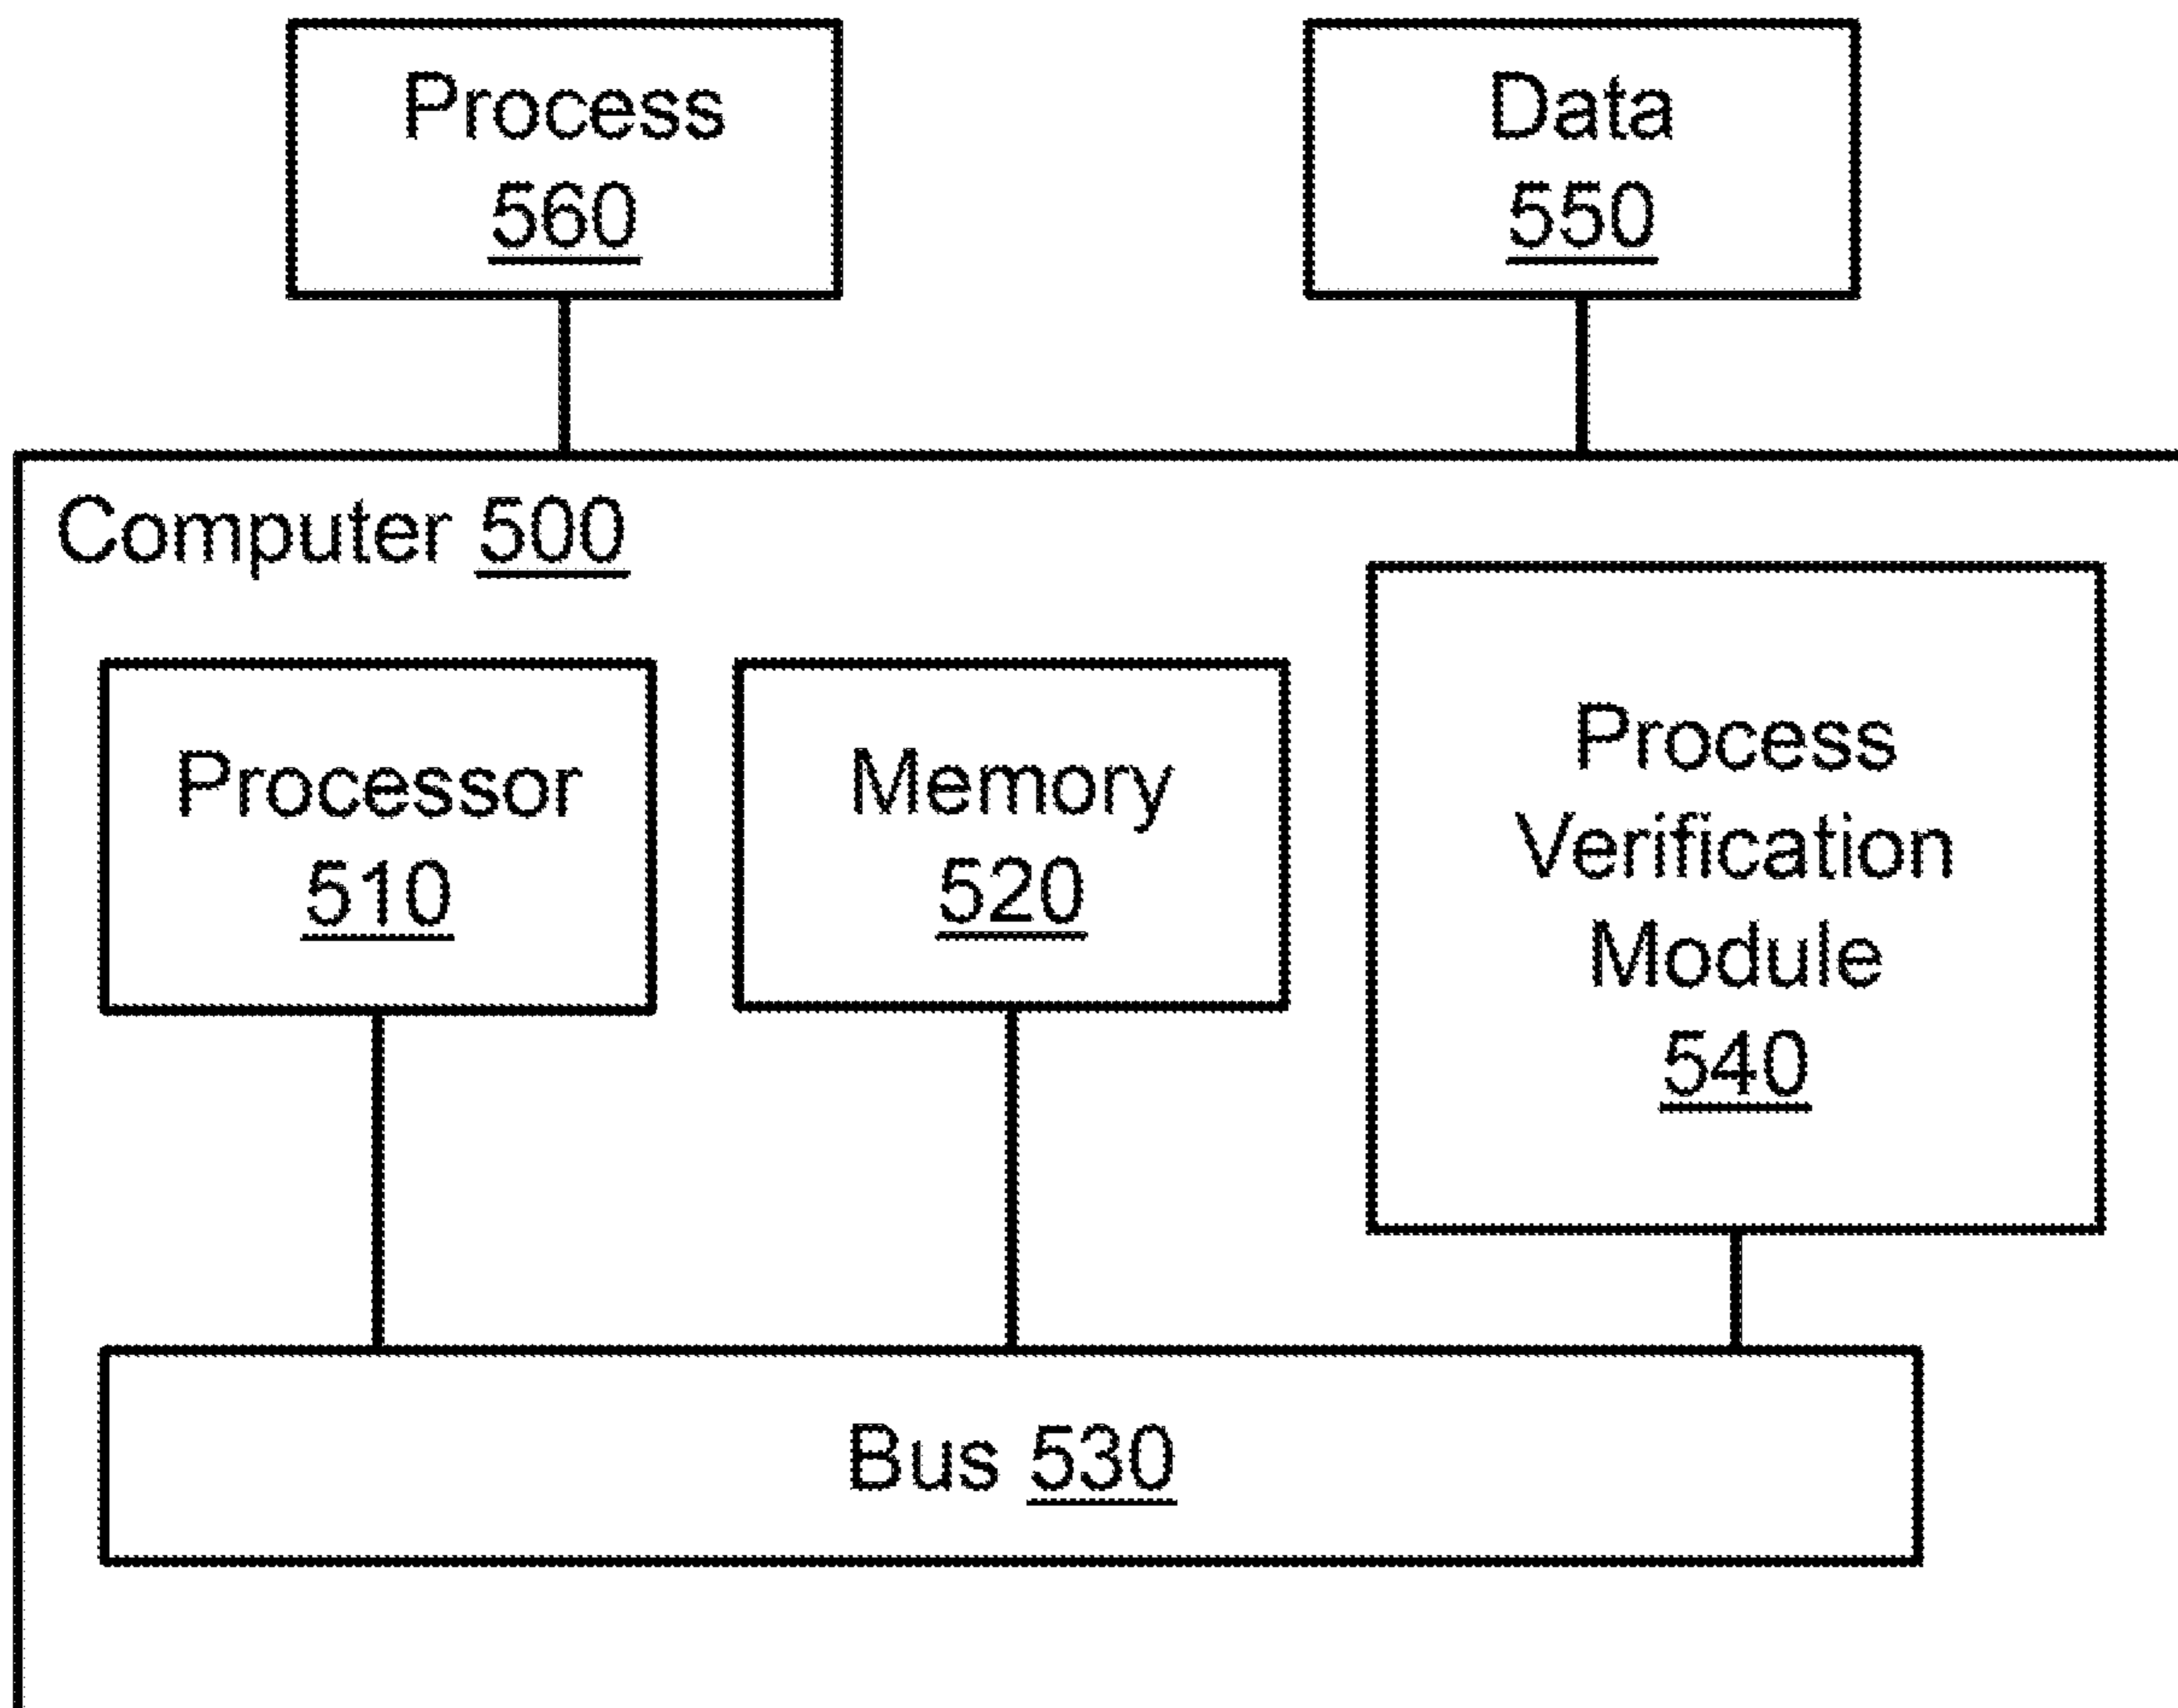 Process
560
Data
550
Computer 500
Processor
510
Memory
520
Process
Verification
Module
540
Bus 530